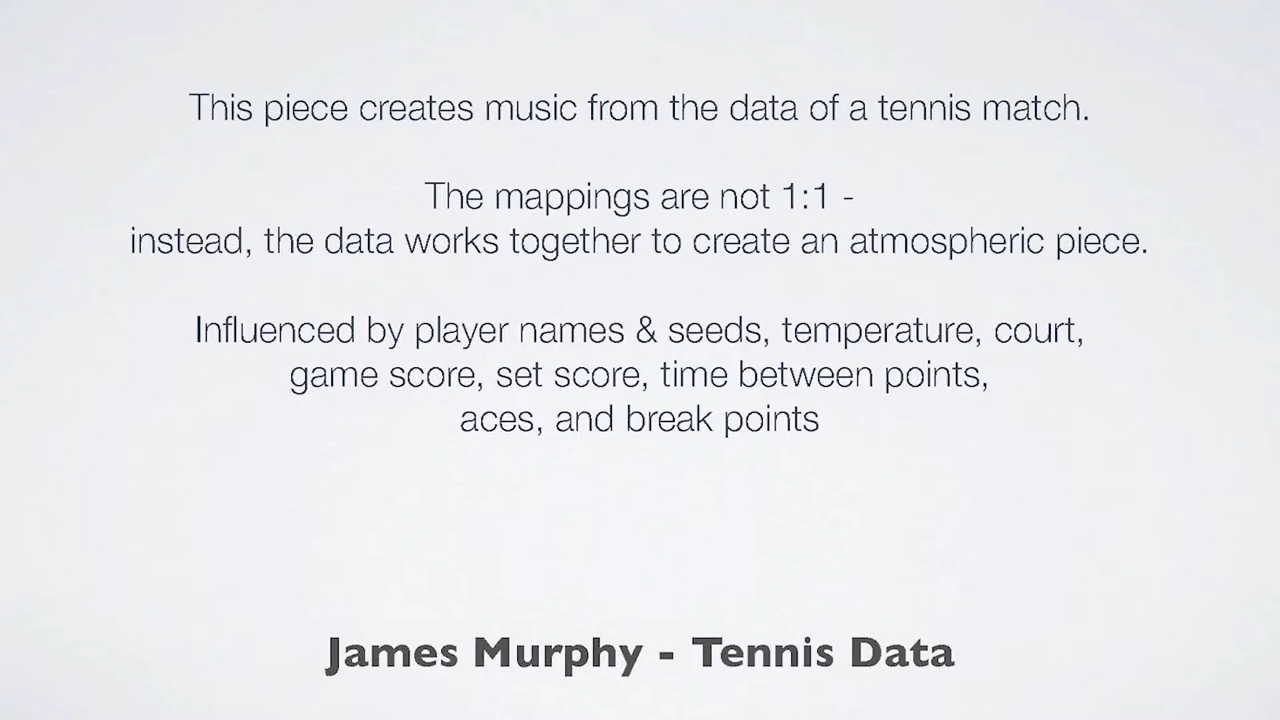 This piece creates music from the data of a tennis match.
The mappings are not 1:1 -
instead, the data works together to create an atmospheric piece.
Influenced by player names & seeds, temperature, court,
game score, set score, time between points,
aces, and break points
James Murphy - Tennis Data